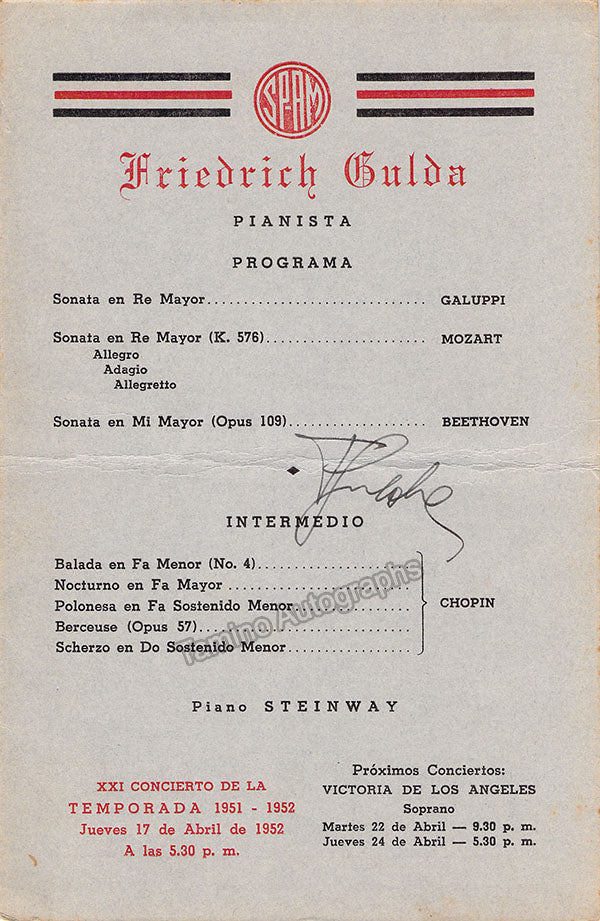 SPAM
Friedrich Gulda
PIANISTA
PROGRAMA
Sonata en Re Mayor.............................. GALUPPI
Sonata en Re Mayor (K. 576)...................... MOZART
Allegro
Adagio
Allegretto
Sonata en Mi Mayor (Opus 109)................... BEETHOVEN
Gulda
INTERMEDIO
Balada en Fa Menor (No. 4).....................
Nocturno en Fa Mayor .........................
Polonesa en Fa Sostenido Menor................
CHOPIN
Berceuse (Opus 57)............................
Scherzo en Do Sostenido Menor.................
Tamino Autographs
Piano STEINWAY
XXI CONCIERTO DE LA
TEMPORADA 1951 - 1952
Jueves 17 de Abril de 1952
A las 5.30 p. m.
Próximos Conciertos:
VICTORIA DE LOS ANGELES
Soprano
Martes 22 de Abril — 9.30 p. m.
Jueves 24 de Abril — 5.30 p. m.